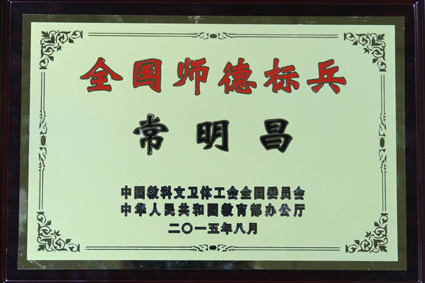 全国师德标兵
常明昌
中国教科文卫体工会全国委员会
中华人民共和国教育部办公厅
二〇一五年八月